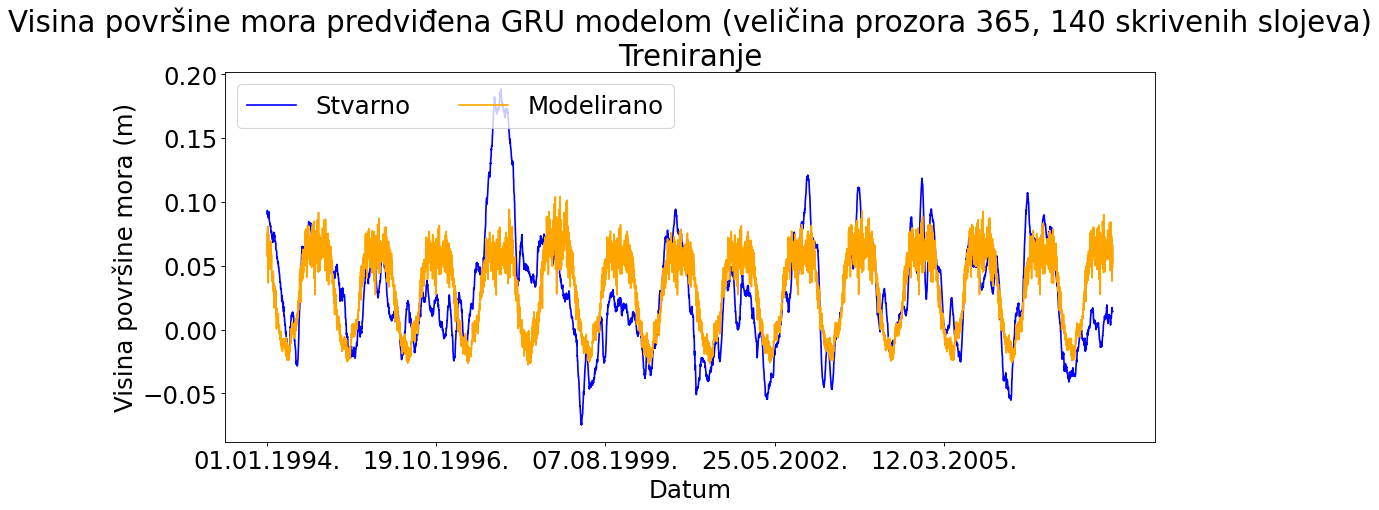 Visina površine mora predviđena GRU modelom (veličina prozora 365, 140 skrivenih slojeva)
Treniranje
Stvarno Modelirano
Visina površine mora (m)
0.20
0.15
0.10
0.05
0.00
−0.05
01.01.1994. 19.10.1996. 07.08.1999. 25.05.2002. 12.03.2005.
Datum